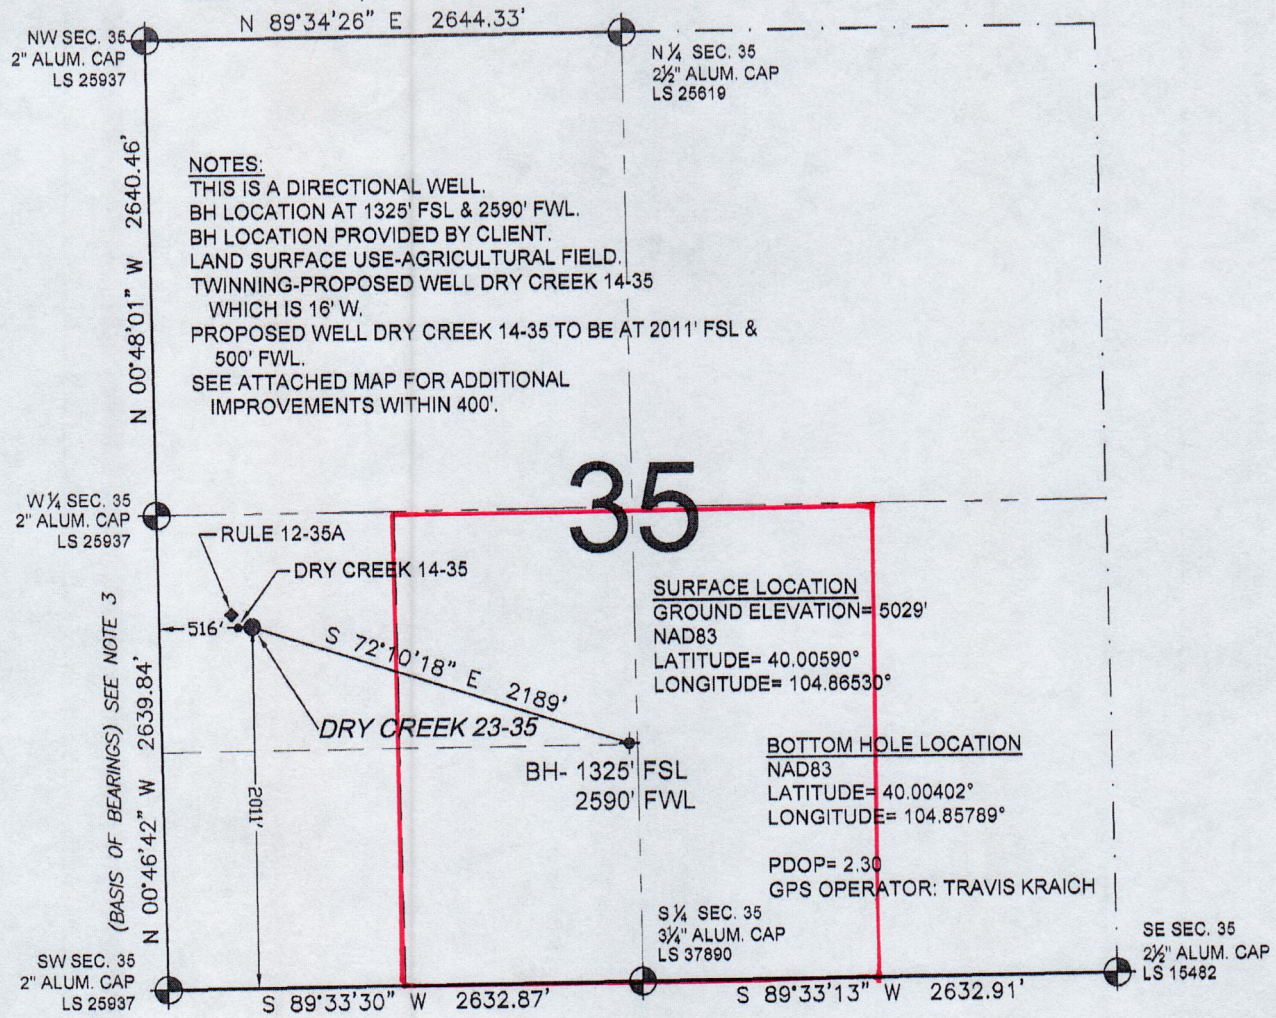 N 89°34'26" E 2644.33'
NW SEC. 35
2" ALUM. CAP
LS 25937
N ¼ SEC. 35
2½" ALUM. CAP
LS 25619
N 00°48'01" W 2640.46'
NOTES:
THIS IS A DIRECTIONAL WELL.
BH LOCATION AT 1325' FSL & 2590' FWL.
BH LOCATION PROVIDED BY CLIENT.
LAND SURFACE USE-AGRICULTURAL FIELD.
TWINNING-PROPOSED WELL DRY CREEK 14-35
WHICH IS 16' W.
PROPOSED WELL DRY CREEK 14-35 TO BE AT 2011' FSL &
500' FWL.
SEE ATTACHED MAP FOR ADDITIONAL
IMPROVEMENTS WITHIN 400'.
35
W ¼ SEC. 35
2" ALUM. CAP
LS 25937
RULE 12-35A
DRY CREEK 14-35
516'
S 72°10'18" E 2189'
DRY CREEK 23-35
SURFACE LOCATION
GROUND ELEVATION= 5029'
NAD83
LATITUDE= 40.00590°
LONGITUDE= 104.86530°
BH- 1325' FSL
2590' FWL
BOTTOM HOLE LOCATION
NAD83
LATITUDE= 40.00402°
LONGITUDE= 104.85789°
PDOP= 2.30
GPS OPERATOR: TRAVIS KRAICH
2011'
(BASIS OF BEARINGS) SEE NOTE 3
N 00°46'42" W 2639.84'
SW SEC. 35
2" ALUM. CAP
LS 25937
S ¼ SEC. 35
3¼" ALUM. CAP
LS 37890
SE SEC. 35
2½" ALUM. CAP
LS 15482
S 89°33'30" W 2632.87'
S 89°33'13" W 2632.91'